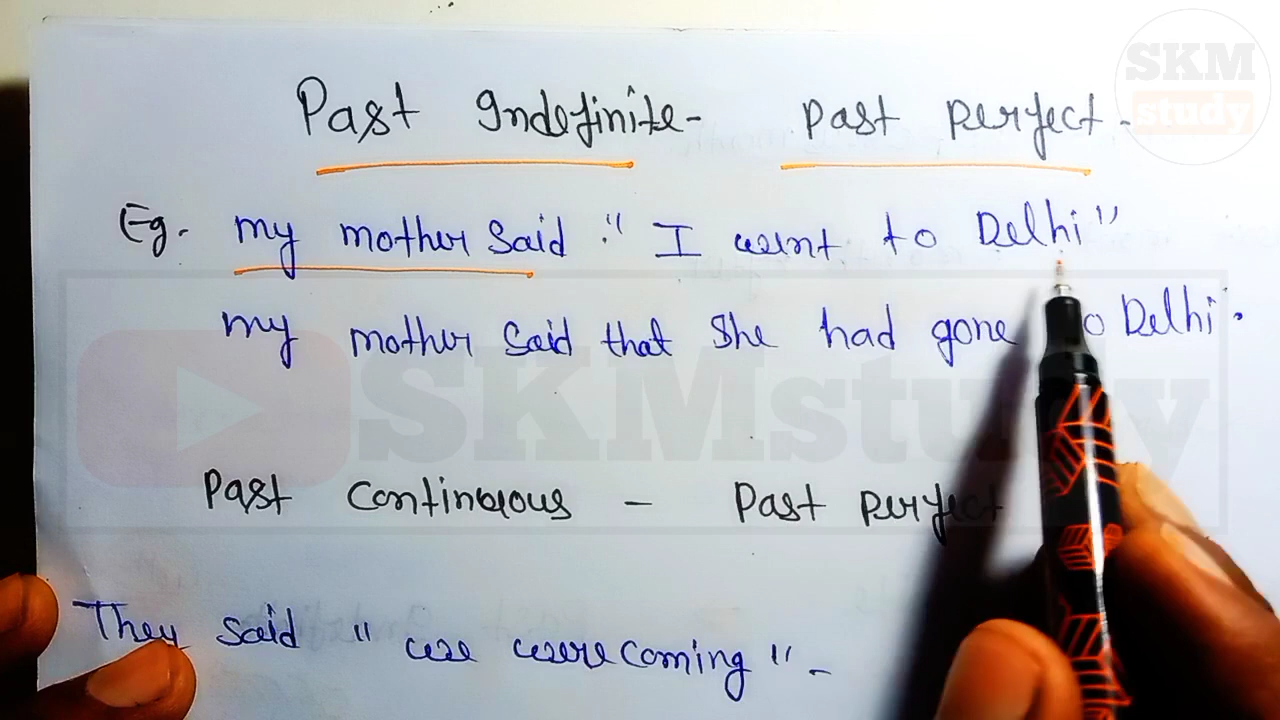 SKM
study
Past Indefinite- Past Perfect-
Eg. my mother said :" I went to Delhi"
my mother said that she had gone to Delhi.
SKMstudy
Past continuous - Past perfect
They said " we were coming " -